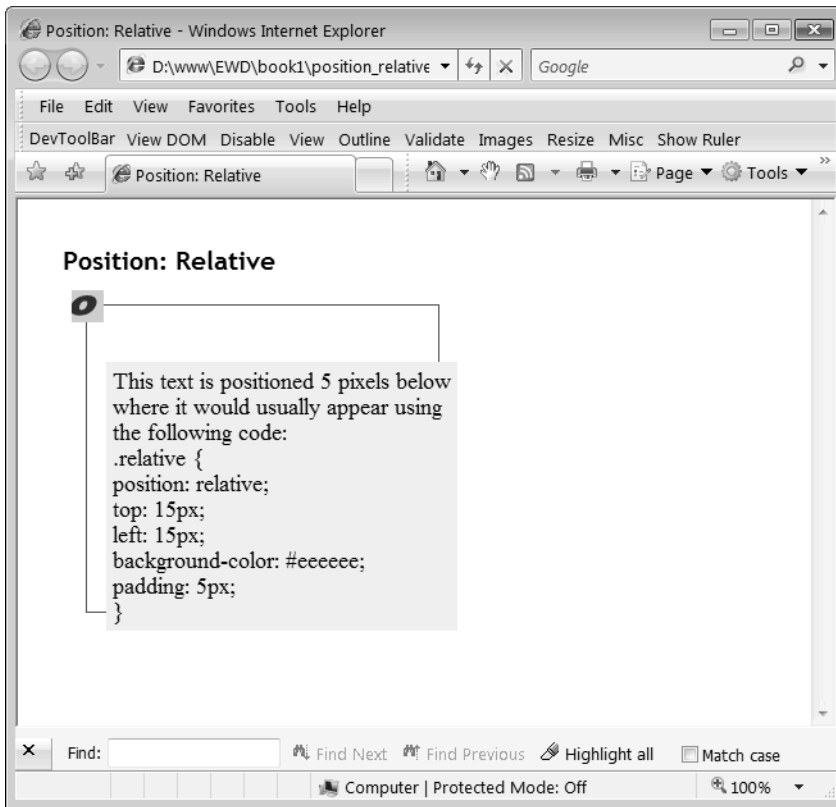 Position: Relative - Windows Internet Explorer
D:\www\EWD\book1\position_relative
Google
File Edit View Favorites Tools Help
DevToolBar View DOM Disable View Outline Validate Images Resize Misc Show Ruler
Position: Relative
Page Tools
Position: Relative
This text is positioned 5 pixels below
where it would usually appear using
the following code:
.relative {
position: relative;
top: 15px;
left: 15px;
background-color: #eeeeee;
padding: 5px;
}
Find: Find Next Find Previous Highlight all Match case
Computer | Protected Mode: Off 100%